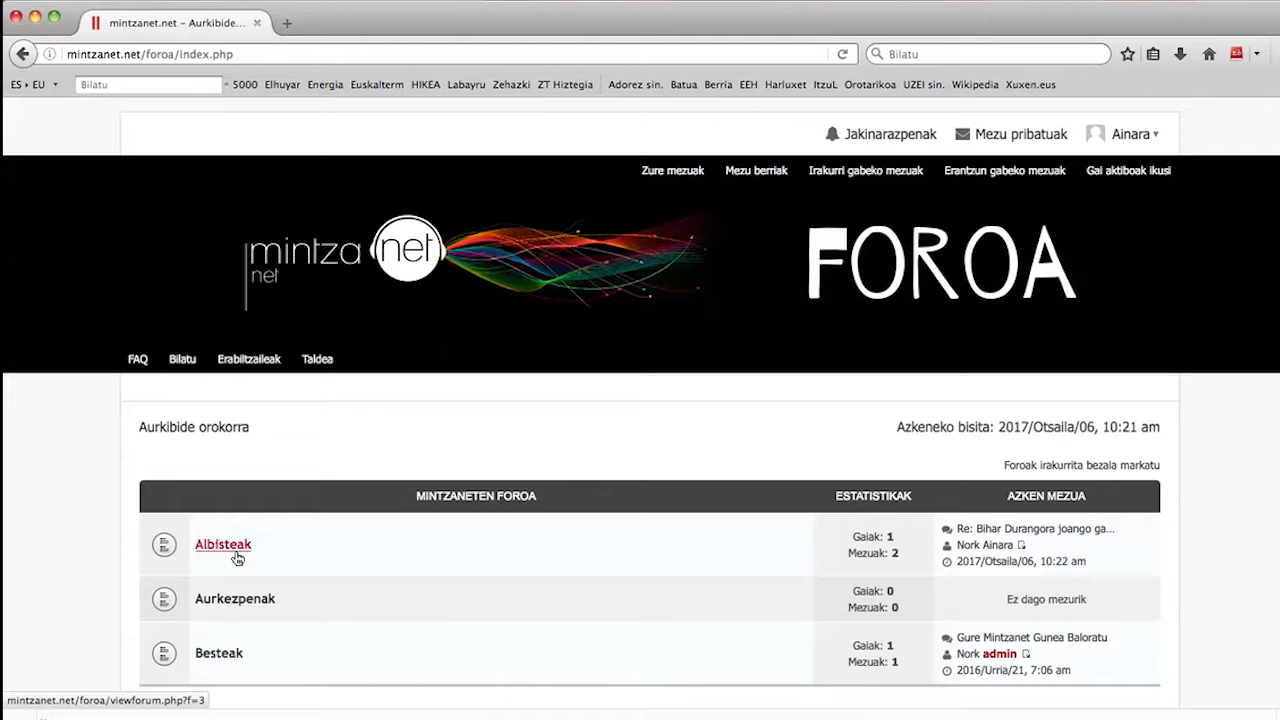 mintzanet.net – Aurkibide...
mintzanet.net/foroa/index.php
Bilatu
ES ▸ EU
Bilatu
5000 Elhuyar Energia Euskalterm HIKEA Labayru Zehazki ZT Hiztegia Adorez sin. Batua Berria EEH Harluxet ItzuL Orotarikoa UZEI sin. Wikipedia Xuxen.eus
Jakinarazpenak Mezu pribatuak Ainara
Zure mezuak Mezu berriak Irakurri gabeko mezuak Erantzun gabeko mezuak Gai aktiboak ikusi
mintza net
net
FOROA
FAQ Bilatu Erabiltzaileak Taldea
Aurkibide orokorra
Azkeneko bisita: 2017/Otsaila/06, 10:21 am
Foroak irakurrita bezala markatu
MINTZANETEN FOROA ESTATISTIKAK AZKEN MEZUA
Albisteak
Gaiak: 1
Mezuak: 2
Re: Bihar Durangora joango ga...
Nork Ainara
2017/Otsaila/06, 10:22 am
Aurkezpenak
Gaiak: 0
Mezuak: 0
Ez dago mezurik
Besteak
Gaiak: 1
Mezuak: 1
Gure Mintzanet Gunea Baloratu
Nork admin
2016/Urria/21, 7:06 am
mintzanet.net/foroa/viewforum.php?f=3